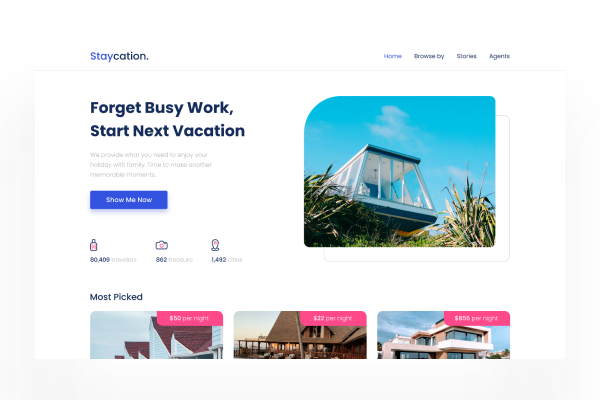 Staycation.
Home Browse by Stories Agents
Forget Busy Work,
Start Next Vacation
We provide what you need to enjoy your
holiday with family. Time to make another
memorable moments.
Show Me Now
80,409 travelers 862 treasure 1,492 cities
Most Picked
$50 per night $22 per night $855 per night